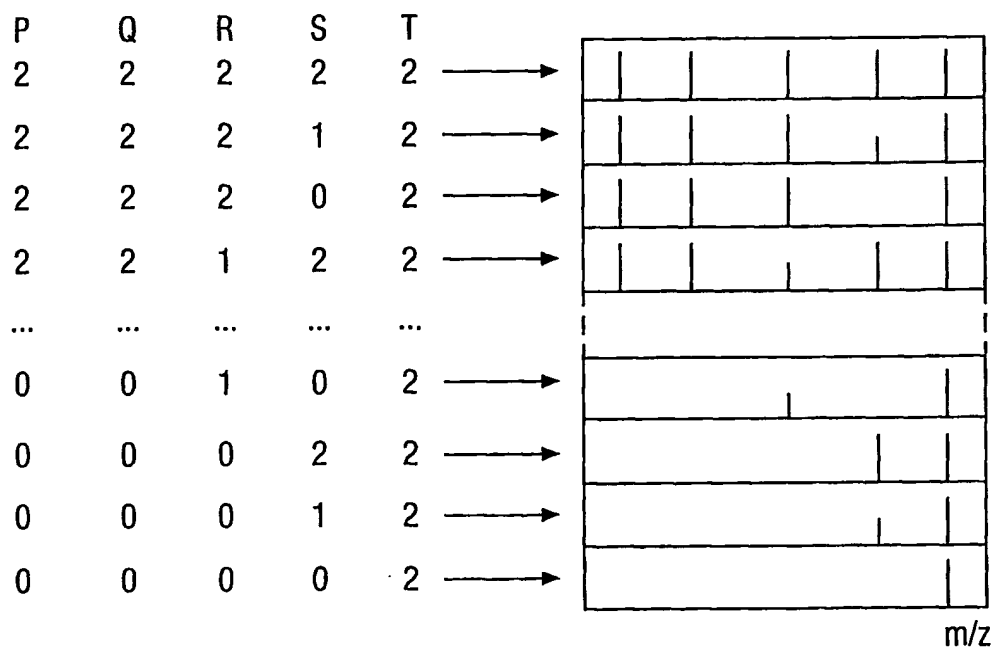 P Q R S T
2 2 2 2 2
2 2 2 1 2
2 2 2 0 2
2 2 1 2 2
... ... ... ... ...
0 0 1 0 2
0 0 0 2 2
0 0 0 1 2
0 0 0 0 2
m/z